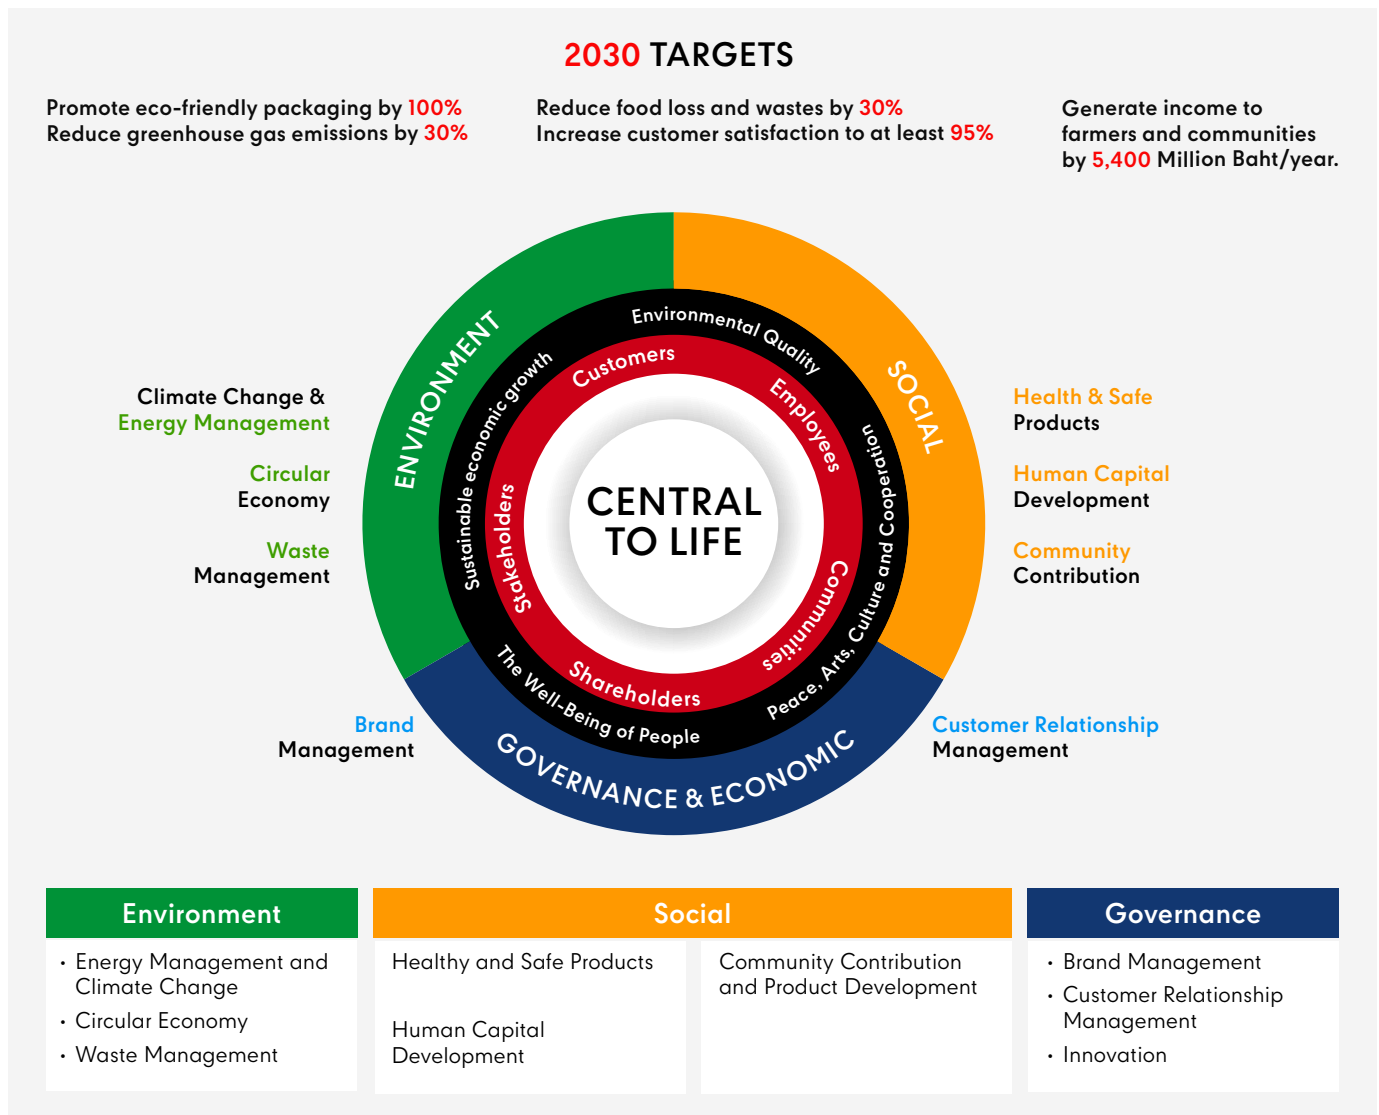 2030 TARGETS
Promote eco-friendly packaging by 100%
Reduce greenhouse gas emissions by 30%
Reduce food loss and wastes by 30%
Increase customer satisfaction to at least 95%
Generate income to
farmers and communities
by 5,400 Million Baht/year.
ENVIRONMENT
SOCIAL
GOVERNANCE & ECONOMIC
Sustainable economic growth
Environmental Quality
Peace, Arts, Culture and Cooperation
The Well-Being of People
Customers
Employees
Communities
Shareholders
Stakeholders
CENTRAL
TO LIFE
Climate Change &
Energy Management
Circular
Economy
Waste
Management
Brand
Management
Health & Safe
Products
Human Capital
Development
Community
Contribution
Customer Relationship
Management
Environment
• Energy Management and
Climate Change
• Circular Economy
• Waste Management
Social
Healthy and Safe Products
Human Capital
Development
Community Contribution
and Product Development
Governance
• Brand Management
• Customer Relationship
Management
• Innovation